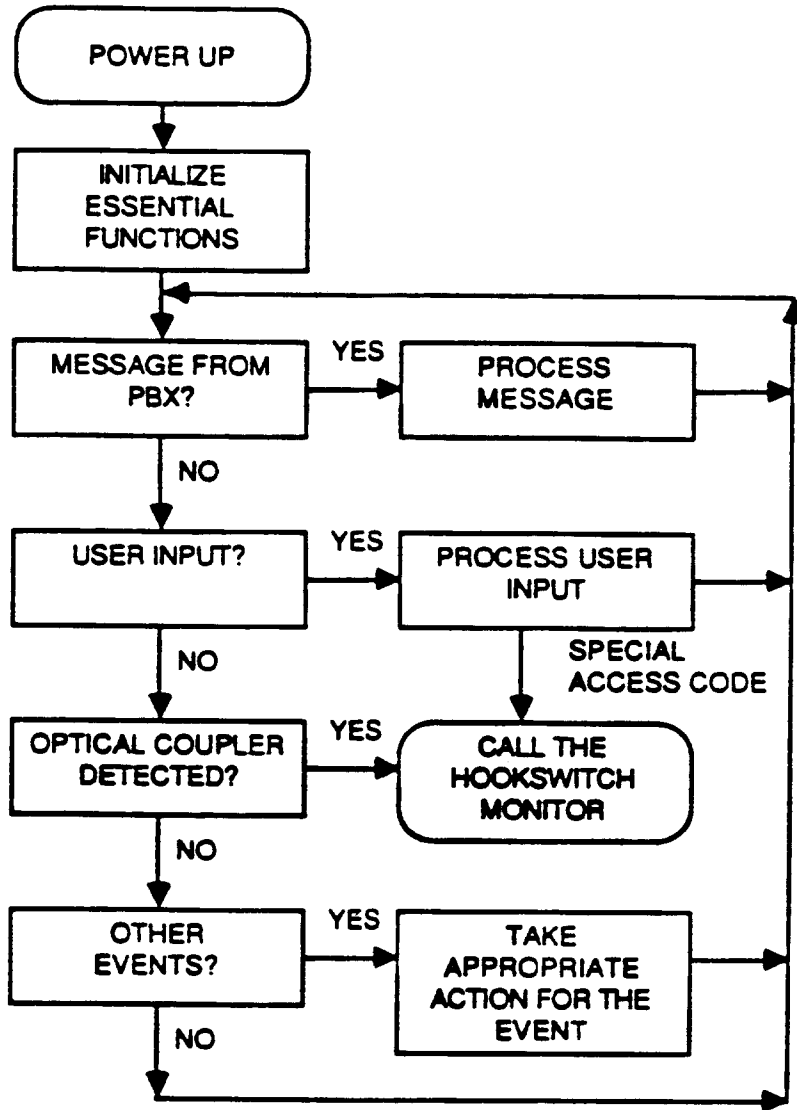 POWER UP
INITIALIZE
ESSENTIAL
FUNCTIONS
MESSAGE FROM
PBX?
YES
PROCESS
MESSAGE
NO
USER INPUT?
YES
PROCESS USER
INPUT
NO
SPECIAL
ACCESS CODE
OPTICAL COUPLER
DETECTED?
YES
CALL THE
HOOKSWITCH
MONITOR
NO
OTHER
EVENTS?
YES
TAKE
APPROPRIATE
ACTION FOR THE
EVENT
NO